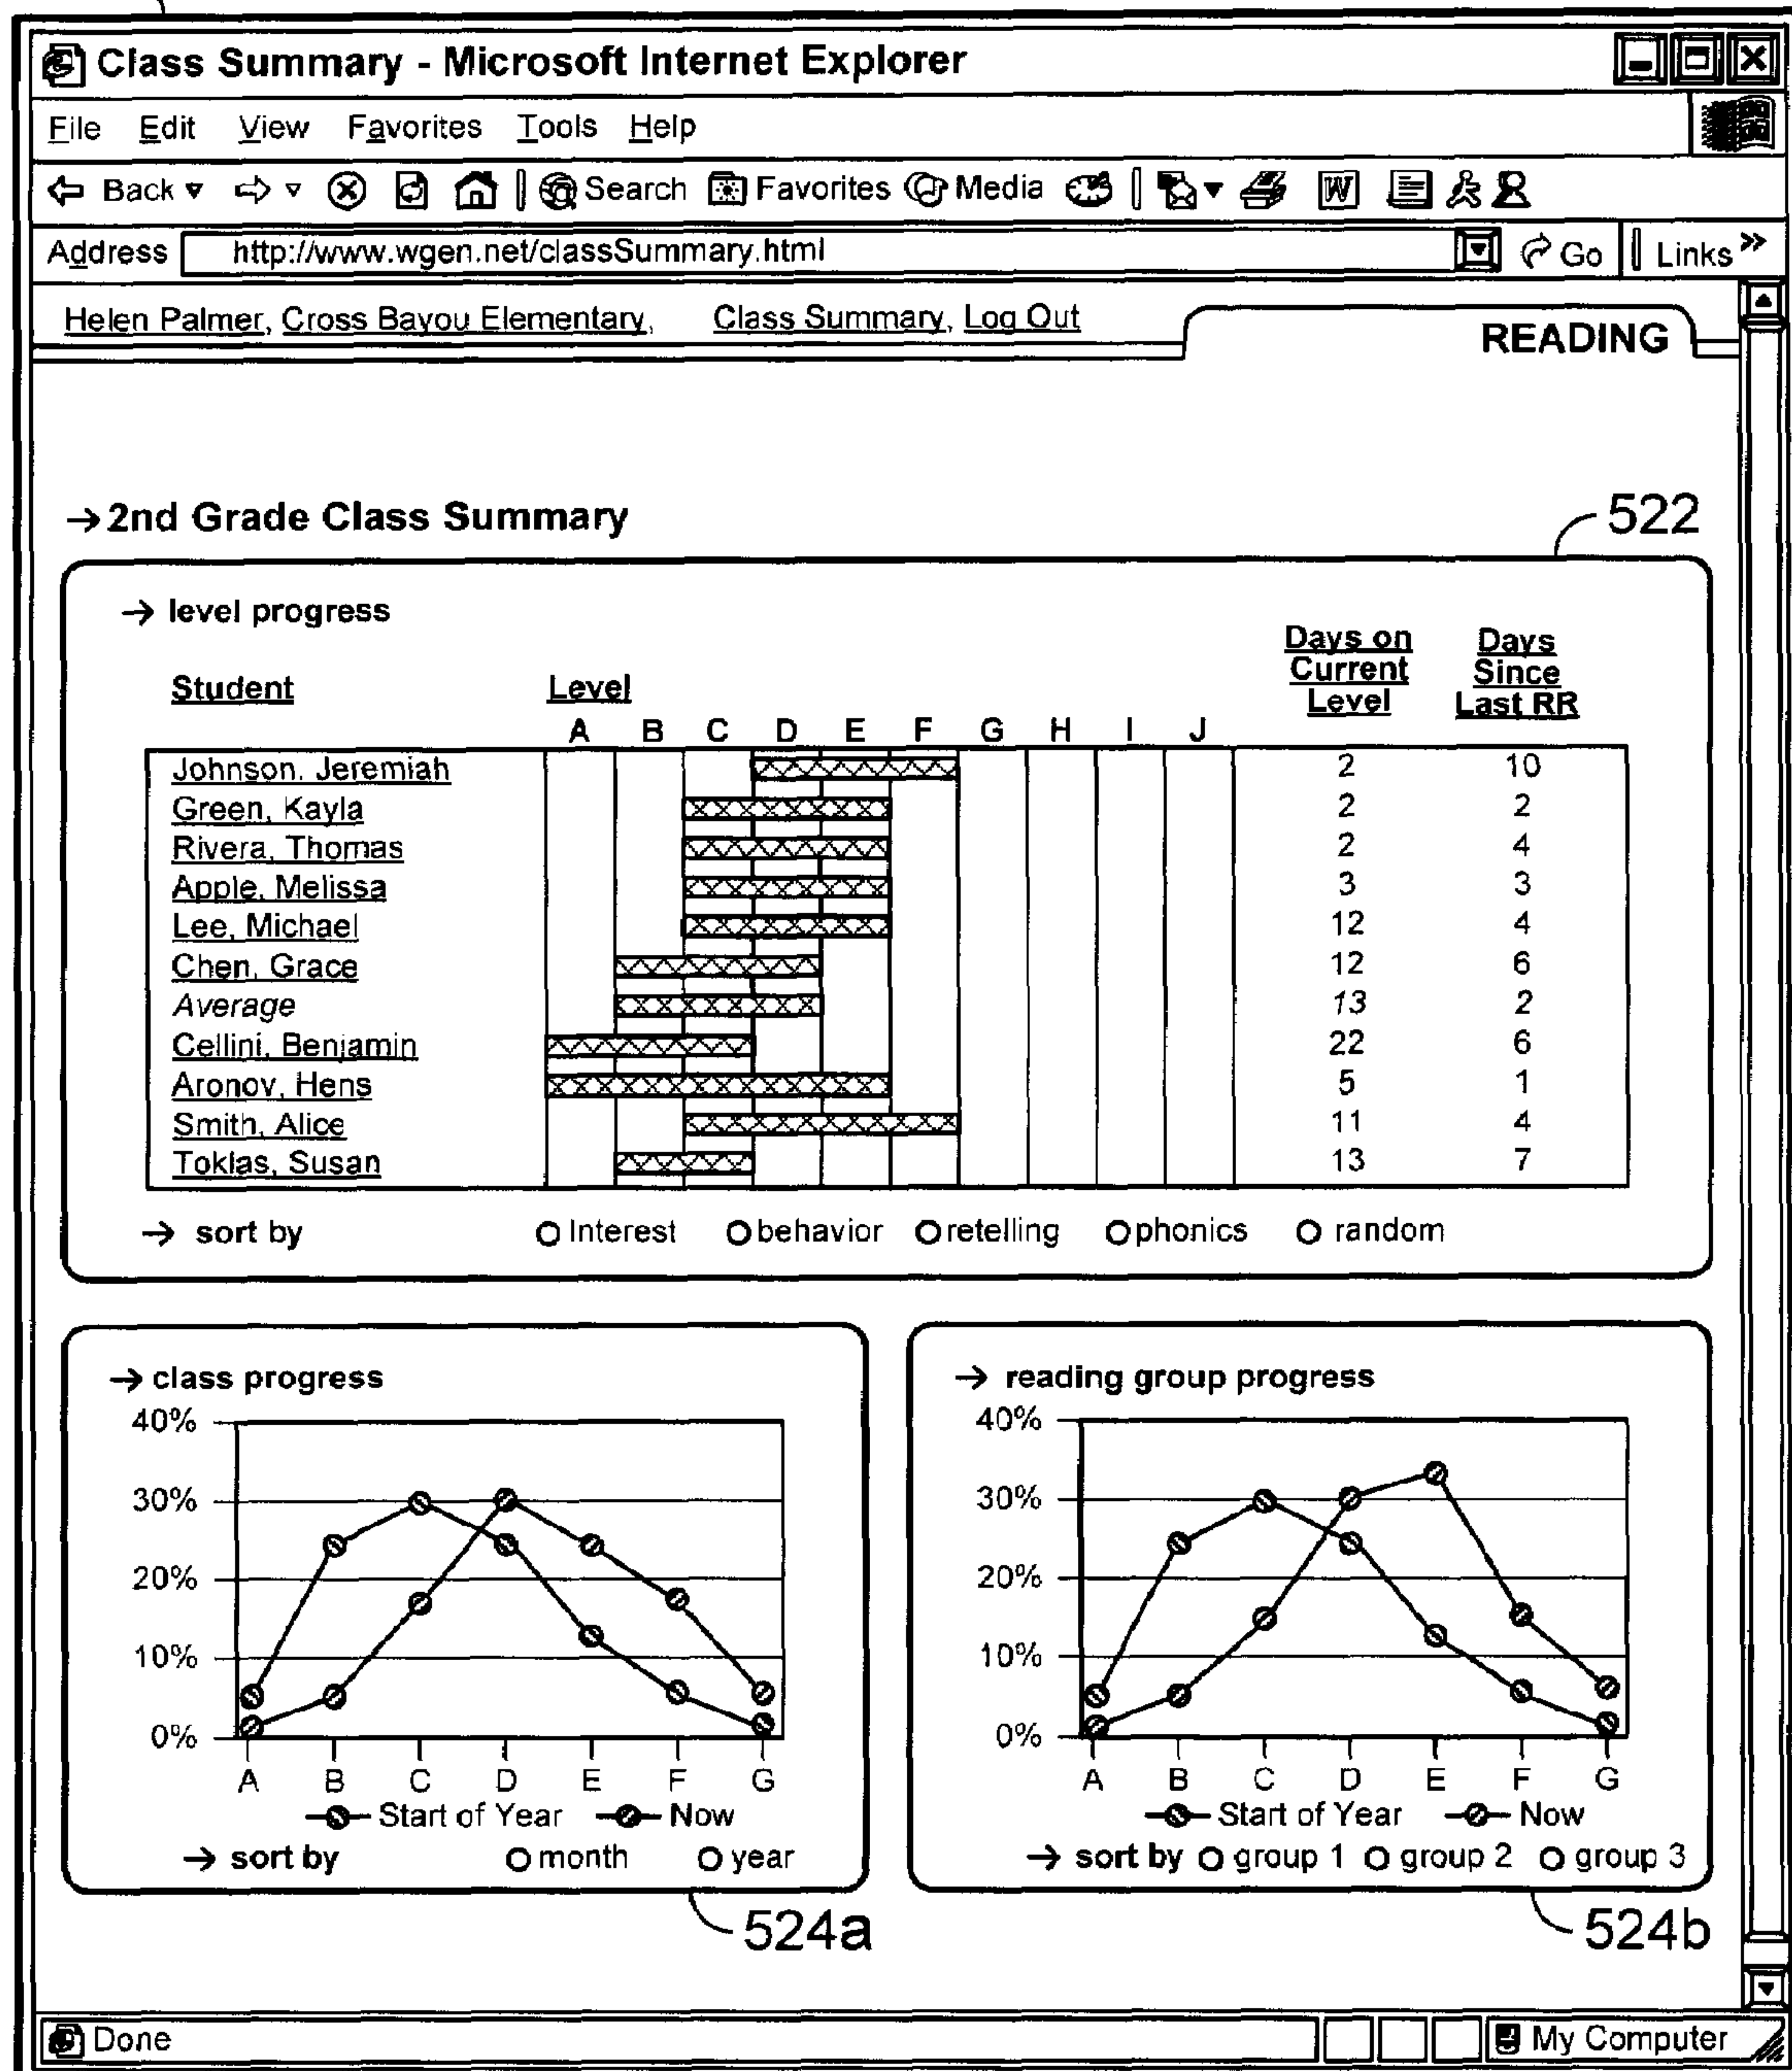 Class Summary - Microsoft Internet Explorer
File Edit View Favorites Tools Help
Back Search Favorites Media W
Address http://www.wgen.net/classSummary.html Go Links »
Helen Palmer, Cross Bayou Elementary, Class Summary, Log Out
READING
→2nd Grade Class Summary
522
→ level progress
Student Level Days on Current Level Days Since Last RR
A B C D E F G H I J
Johnson. Jeremiah 2 10
Green, Kayla 2 2
Rivera, Thomas 2 4
Apple, Melissa 3 3
Lee, Michael 12 4
Chen, Grace 12 6
Average 13 2
Cellini, Benjamin 22 6
Aronov, Hens 5 1
Smith, Alice 11 4
Toklas, Susan 13 7
→ sort by Interest behavior retelling phonics random
→ class progress
40%
30%
20%
10%
0%
A B C D E F G
Start of Year Now
→ sort by month year
524a
→ reading group progress
40%
30%
20%
10%
0%
A B C D E F G
Start of Year Now
→ sort by group 1 group 2 group 3
524b
Done My Computer